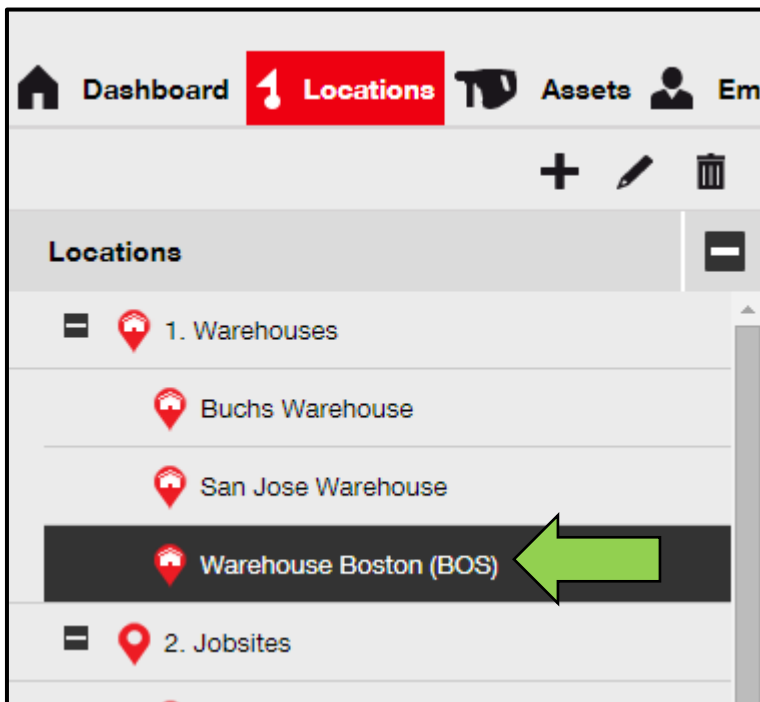 Dashboard Locations Assets Em
Locations
1. Warehouses
Buchs Warehouse
San Jose Warehouse
Warehouse Boston (BOS)
2. Jobsites